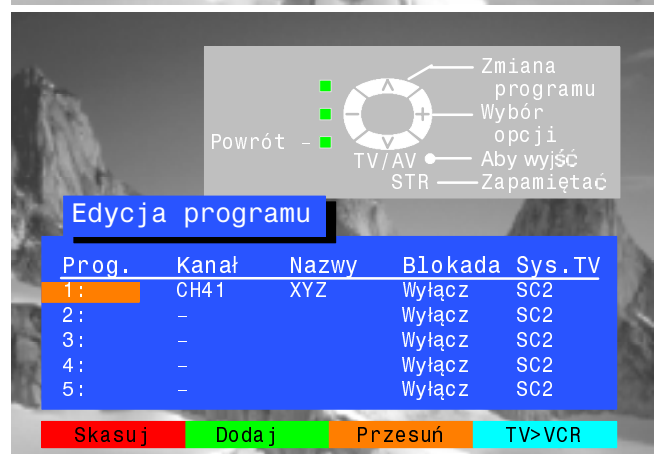 Zmiana
programu
Wybór
opcji
Powrót –
TV/AV Aby wyjść
STR Zapamiętać
Edycja programu
Prog. Kanał Nazwy Blokada Sys.TV
1: CH41 XYZ Wyłącz SC2
2: – Wyłącz SC2
3: – Wyłącz SC2
4: – Wyłącz SC2
5: – Wyłącz SC2
Skasuj Dodaj Przesuń TV>VCR